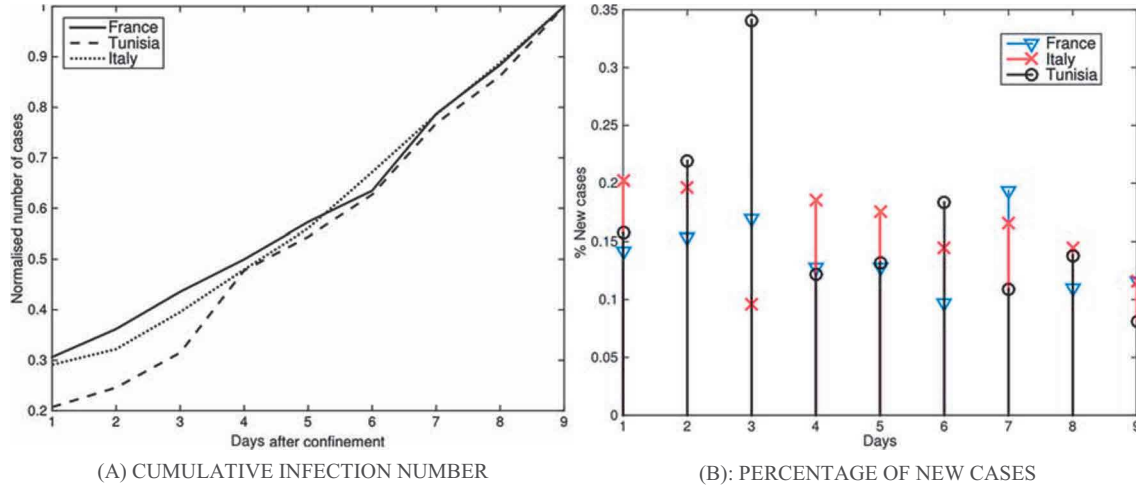 1
0.9
0.8
0.7
0.6
0.5
0.4
0.3
0.2
Normalised number of cases
France
Tunisia
Italy
1 2 3 4 5 6 7 8 9
Days after confinement
(A) CUMULATIVE INFECTION NUMBER
0.35
0.3
0.25
0.2
0.15
0.1
0.05
0
% New cases
France
Italy
Tunisia
1 2 3 4 5 6 7 8 9
Days
(B): PERCENTAGE OF NEW CASES